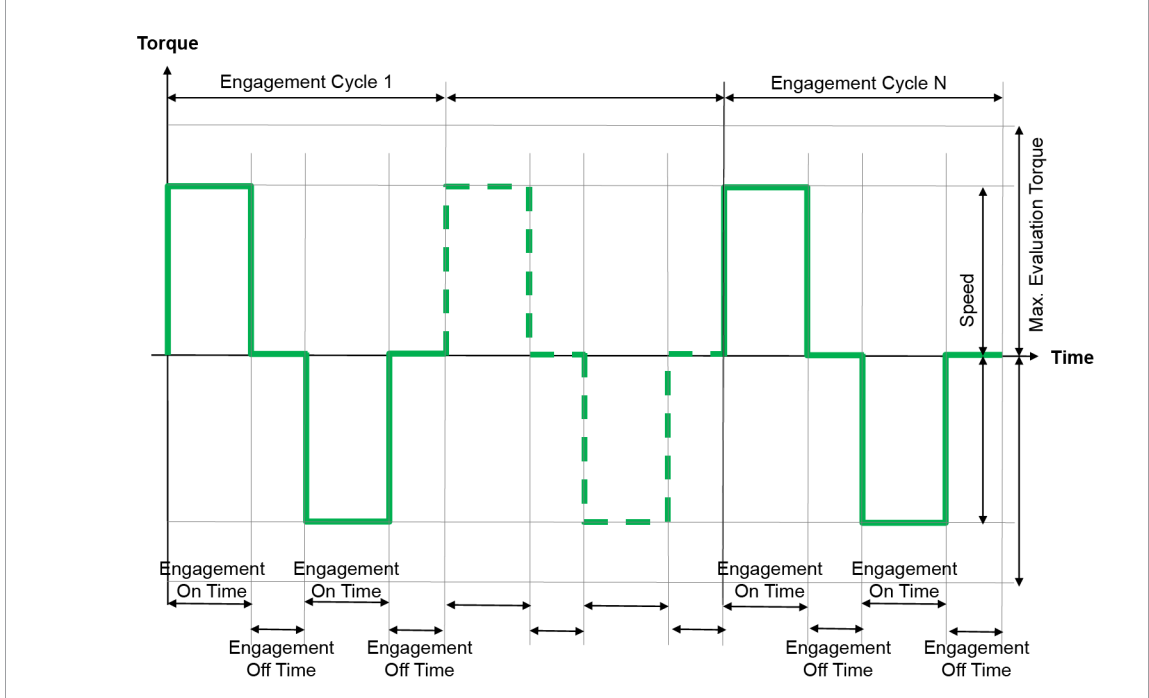 Torque
Engagement Cycle 1
Engagement Cycle N
Max. Evaluation Torque
Speed
Time
Engagement
On Time
Engagement
On Time
Engagement
On Time
Engagement
On Time
Engagement
Off Time
Engagement
Off Time
Engagement
Off Time
Engagement
Off Time